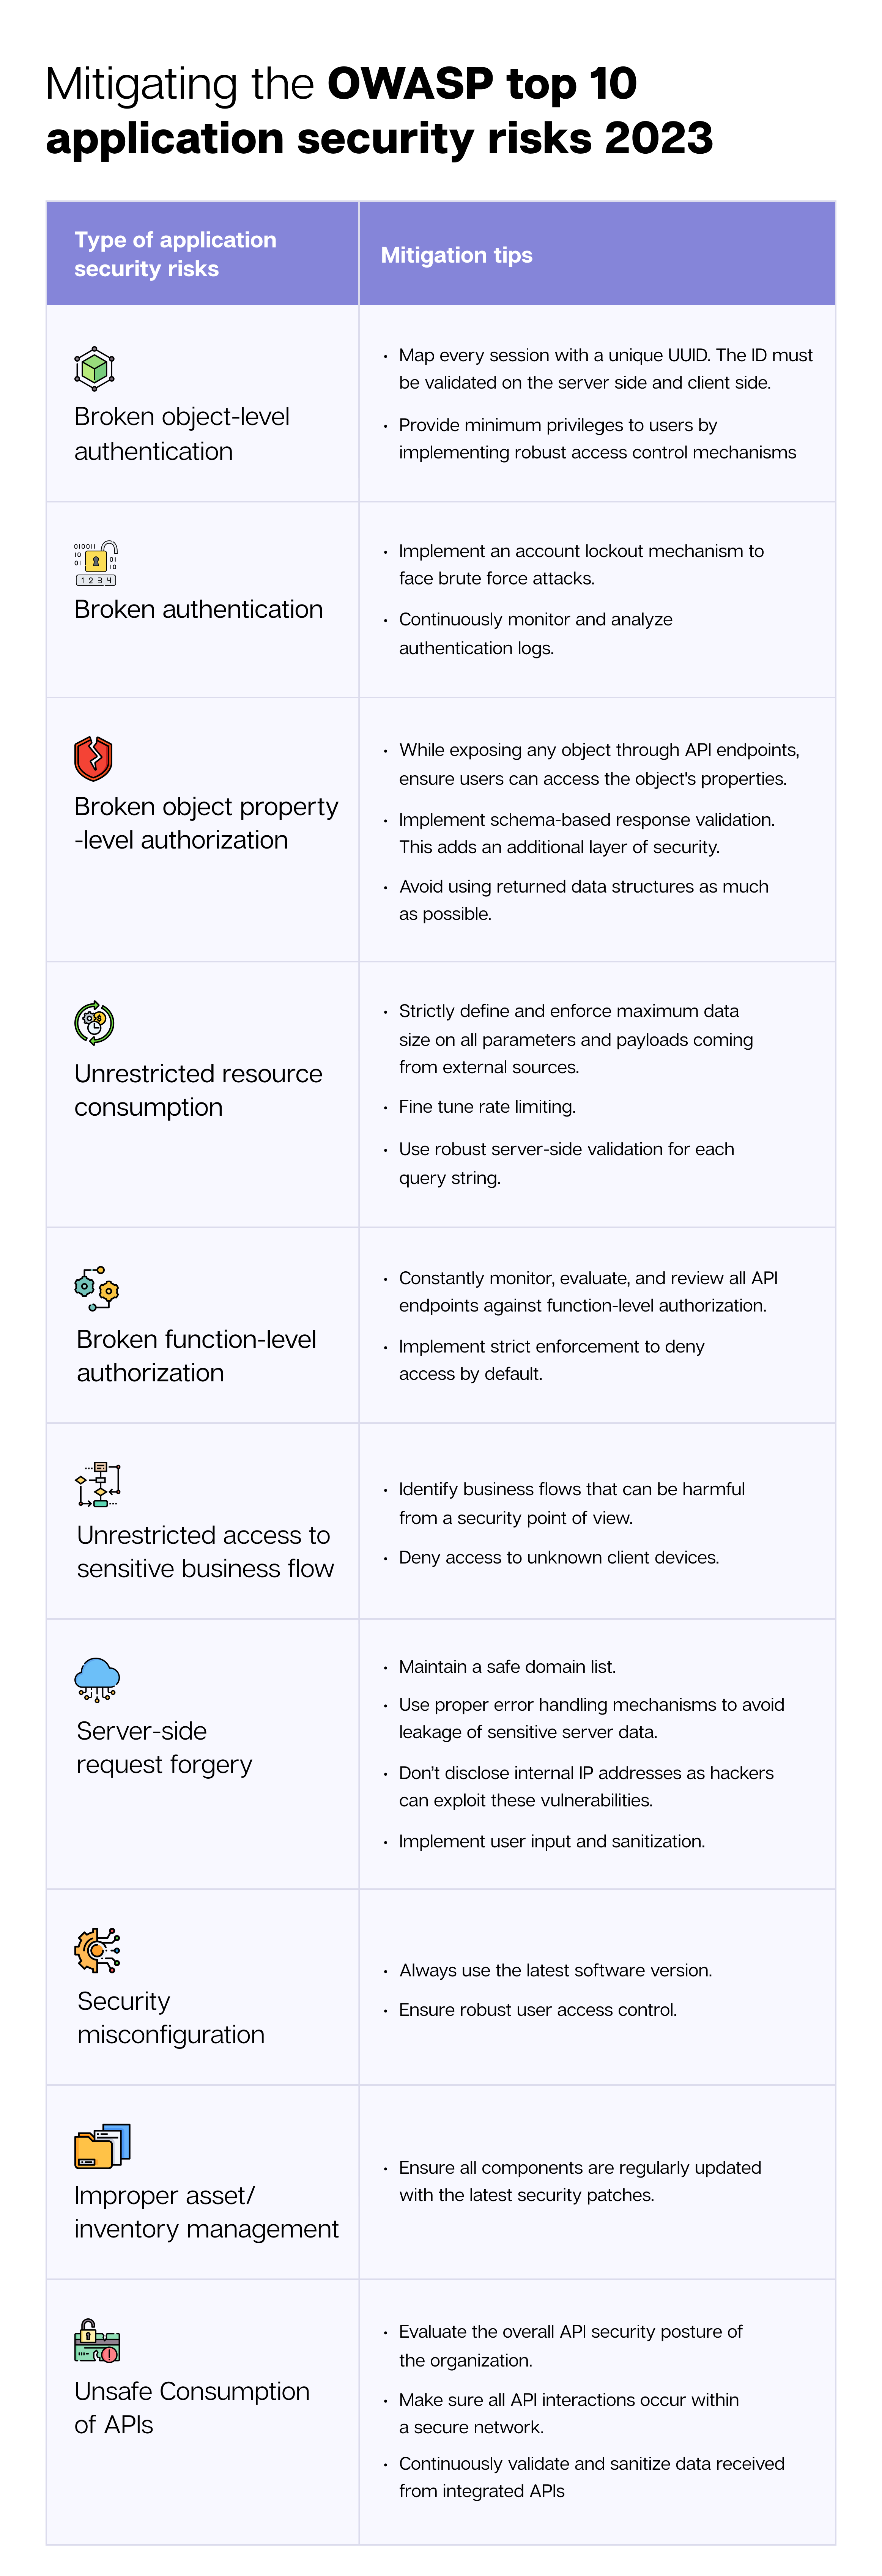 Mitigating the OWASP top 10
application security risks 2023
Type of application
security risks
Mitigation tips
Broken object-level
authentication
• Map every session with a unique UUID. The ID must
be validated on the server side and client side.
• Provide minimum privileges to users by
implementing robust access control mechanisms
010011
10
01
01
10
1 2 3 4
Broken authentication
• Implement an account lockout mechanism to
face brute force attacks.
• Continuously monitor and analyze
authentication logs.
Broken object property
-level authorization
• While exposing any object through API endpoints,
ensure users can access the object's properties.
• Implement schema-based response validation.
This adds an additional layer of security.
• Avoid using returned data structures as much
as possible.
$
Unrestricted resource
consumption
• Strictly define and enforce maximum data
size on all parameters and payloads coming
from external sources.
• Fine tune rate limiting.
• Use robust server-side validation for each
query string.
Broken function-level
authorization
• Constantly monitor, evaluate, and review all API
endpoints against function-level authorization.
• Implement strict enforcement to deny
access by default.
Unrestricted access to
sensitive business flow
• Identify business flows that can be harmful
from a security point of view.
• Deny access to unknown client devices.
Server-side
request forgery
• Maintain a safe domain list.
• Use proper error handling mechanisms to avoid
leakage of sensitive server data.
• Don’t disclose internal IP addresses as hackers
can exploit these vulnerabilities.
• Implement user input and sanitization.
Security
misconfiguration
• Always use the latest software version.
• Ensure robust user access control.
Improper asset/
inventory management
• Ensure all components are regularly updated
with the latest security patches.
Unsafe Consumption
of APIs
• Evaluate the overall API security posture of
the organization.
• Make sure all API interactions occur within
a secure network.
• Continuously validate and sanitize data received
from integrated APIs